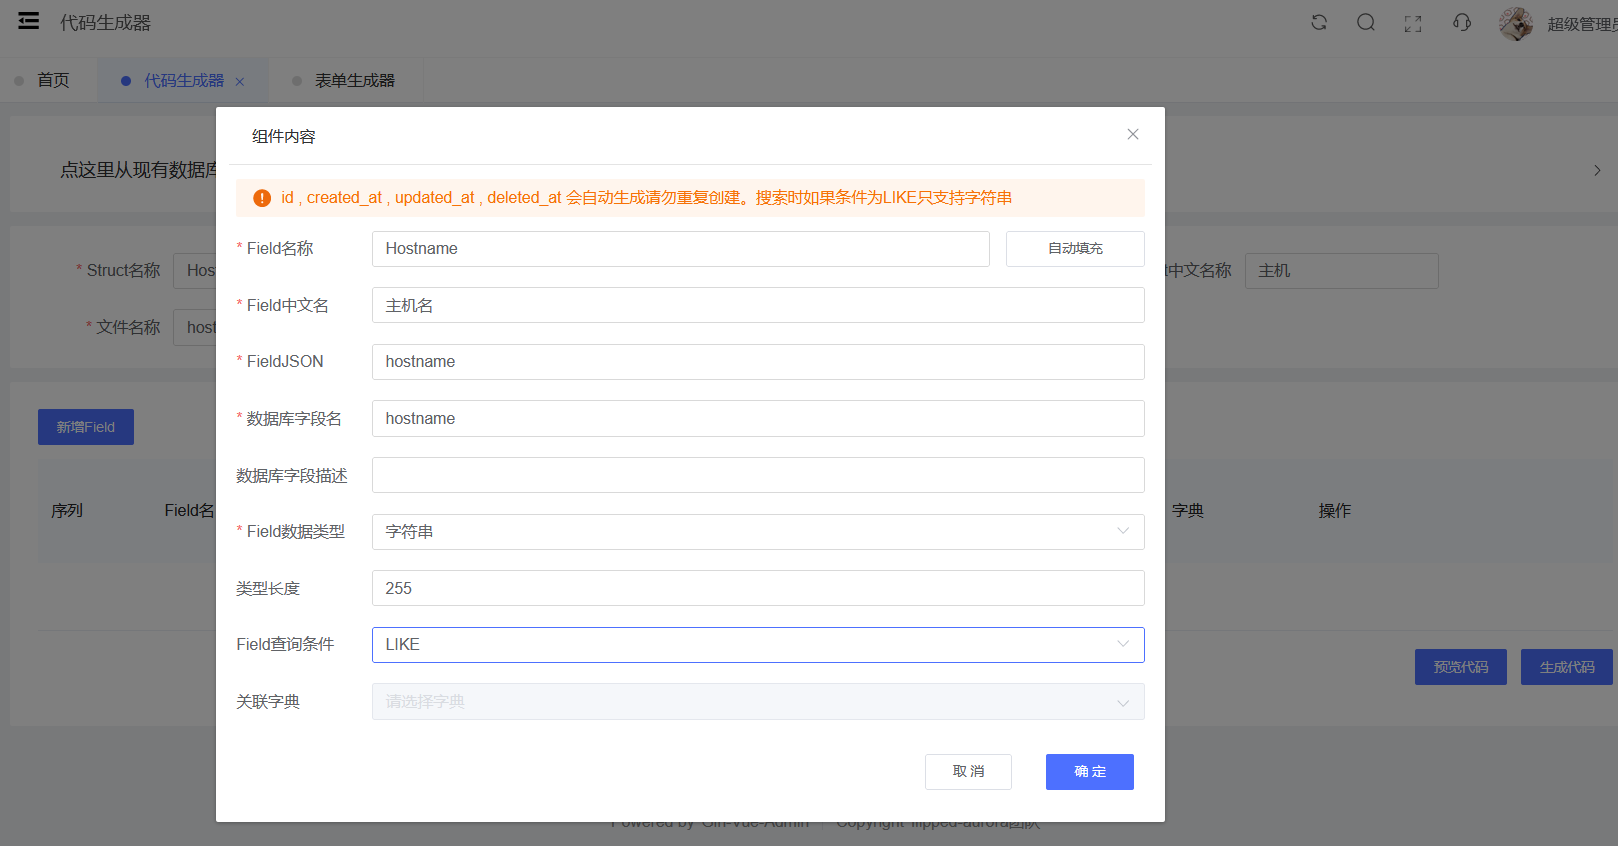 代码生成器
超级管理员
首页
代码生成器
表单生成器
点这里从现有数据库
组件内容
id , created_at , updated_at , deleted_at 会自动生成请勿重复创建。搜索时如果条件为LIKE只支持字符串
* Field名称
Hostname
自动填充
* Struct名称
Hos
中文名称
主机
* Field中文名
主机名
* 文件名称
host
* FieldJSON
hostname
* 数据库字段名
hostname
新增Field
数据库字段描述
序列
Field名
字典
操作
* Field数据类型
字符串
类型长度
255
Field查询条件
LIKE
预览代码
生成代码
关联字典
请选择字典
取 消
确 定
Powered by Gin-Vue-Admin
Copyright flipped-aurora团队